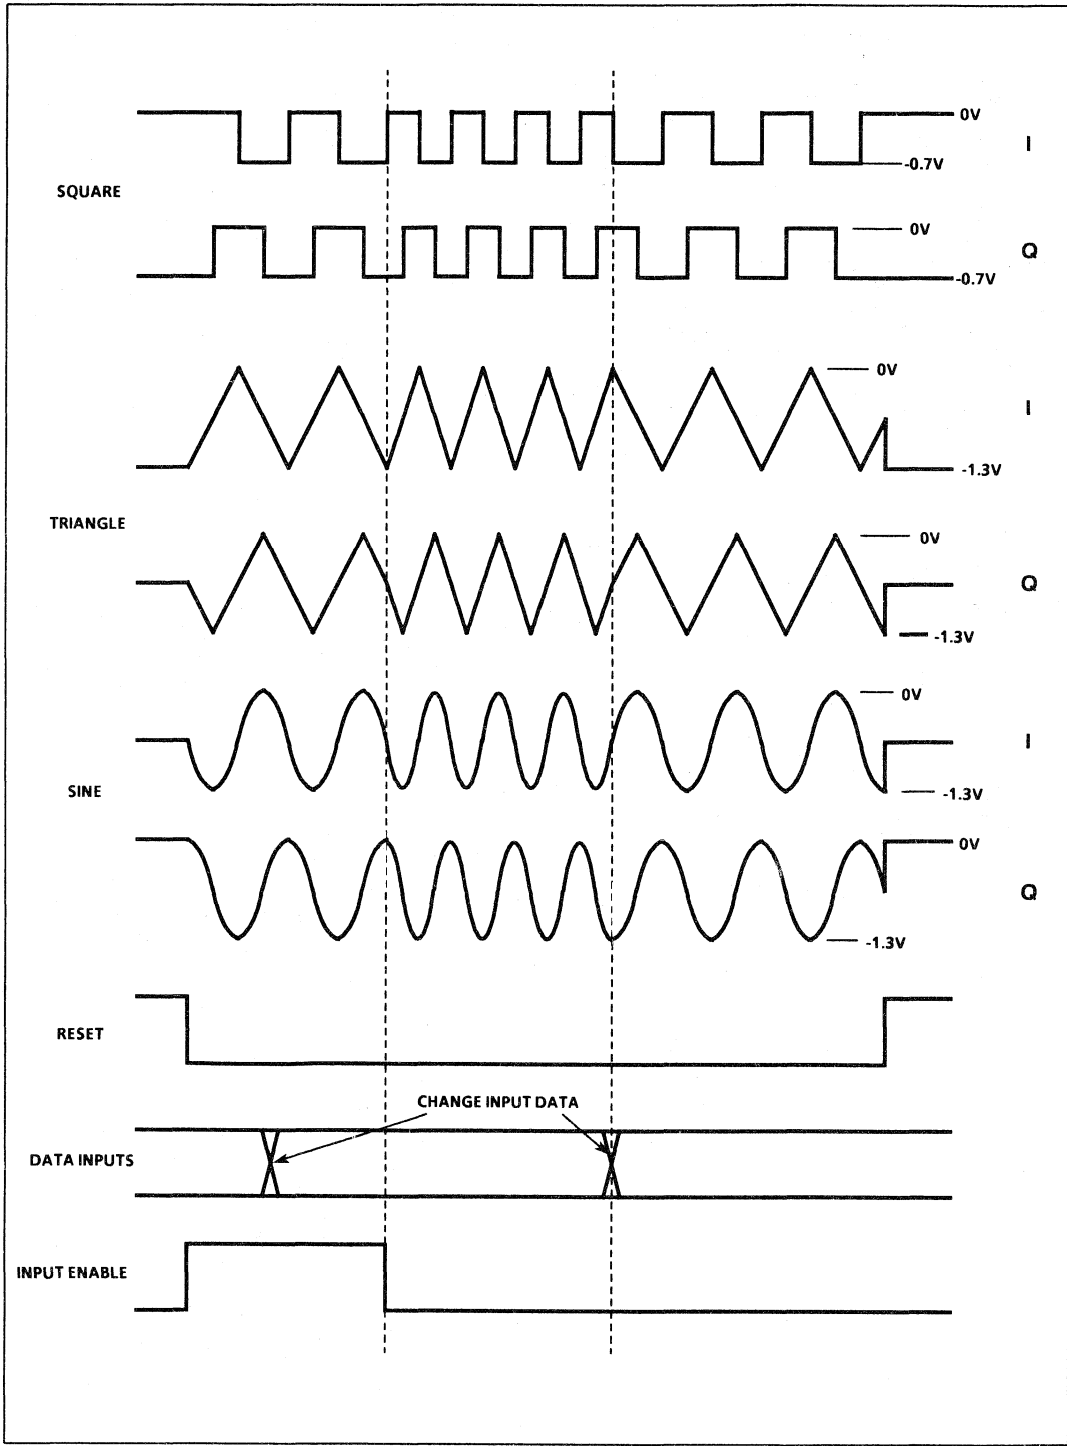 0V
I
-0.7V
SQUARE
0V
Q
-0.7V
0V
I
-1.3V
TRIANGLE
0V
Q
-1.3V
0V
I
SINE
-1.3V
0V
Q
-1.3V
RESET
CHANGE INPUT DATA
DATA INPUTS
INPUT ENABLE